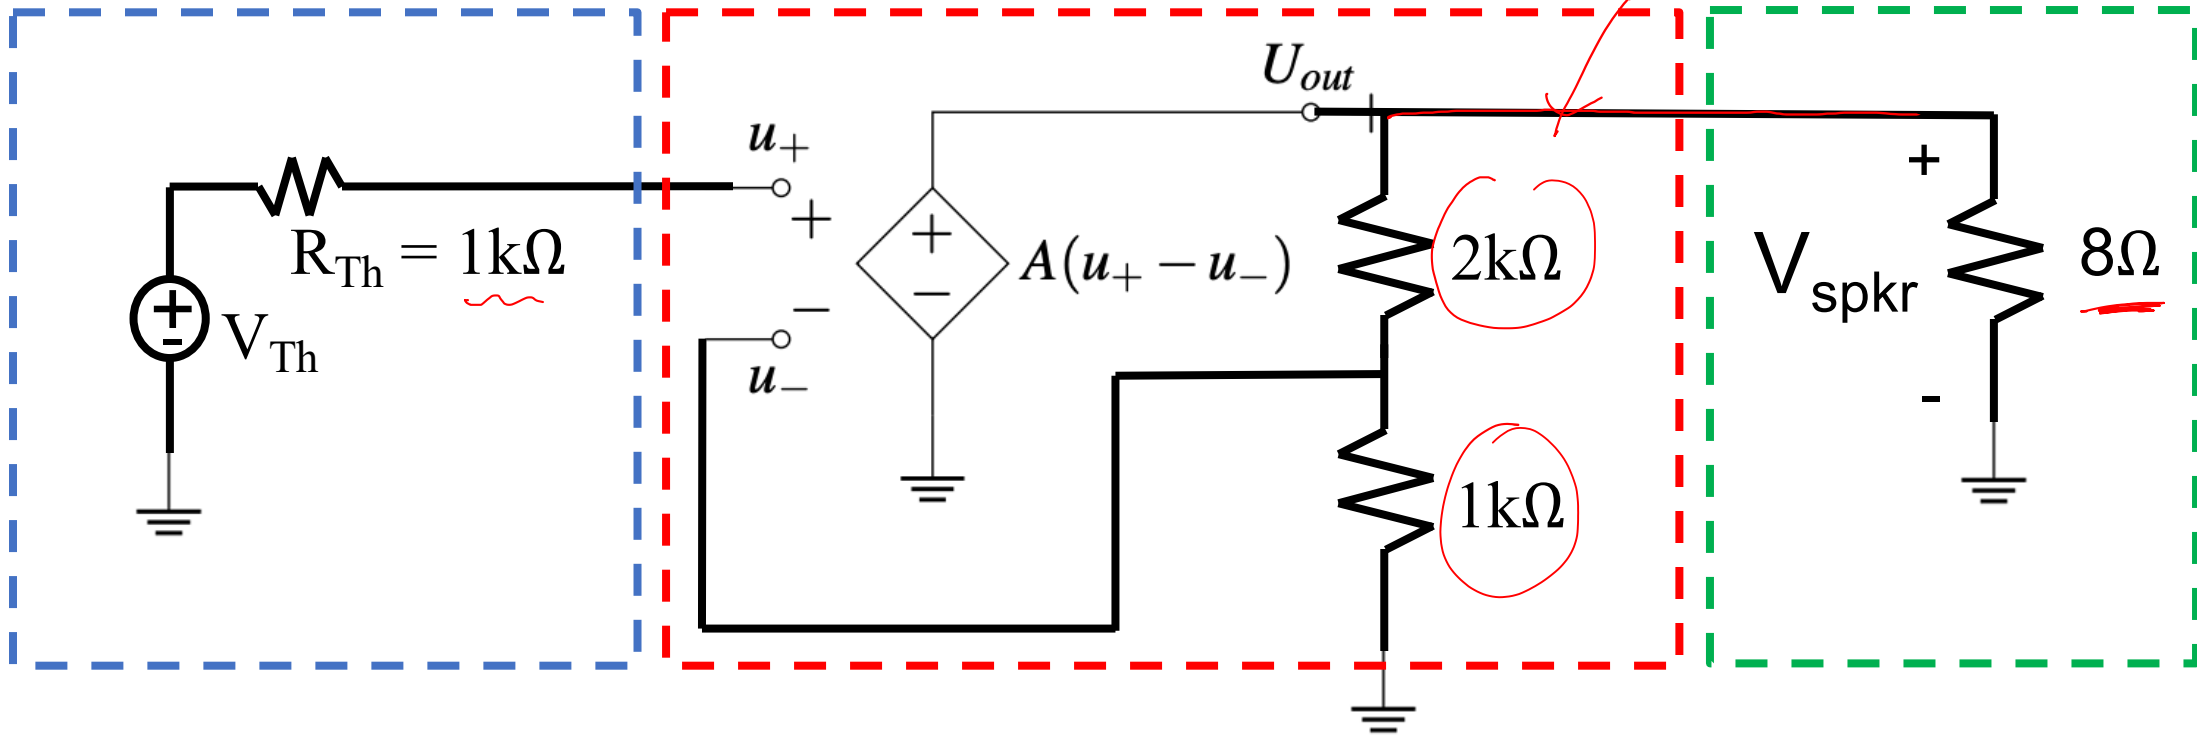 R_Th = 1kΩ
+
-
V_Th
u_+
+
−
u_−
+
−
A(u_+ − u_−)
U_out
+
2kΩ
1kΩ
+
V_spkr
-
8Ω